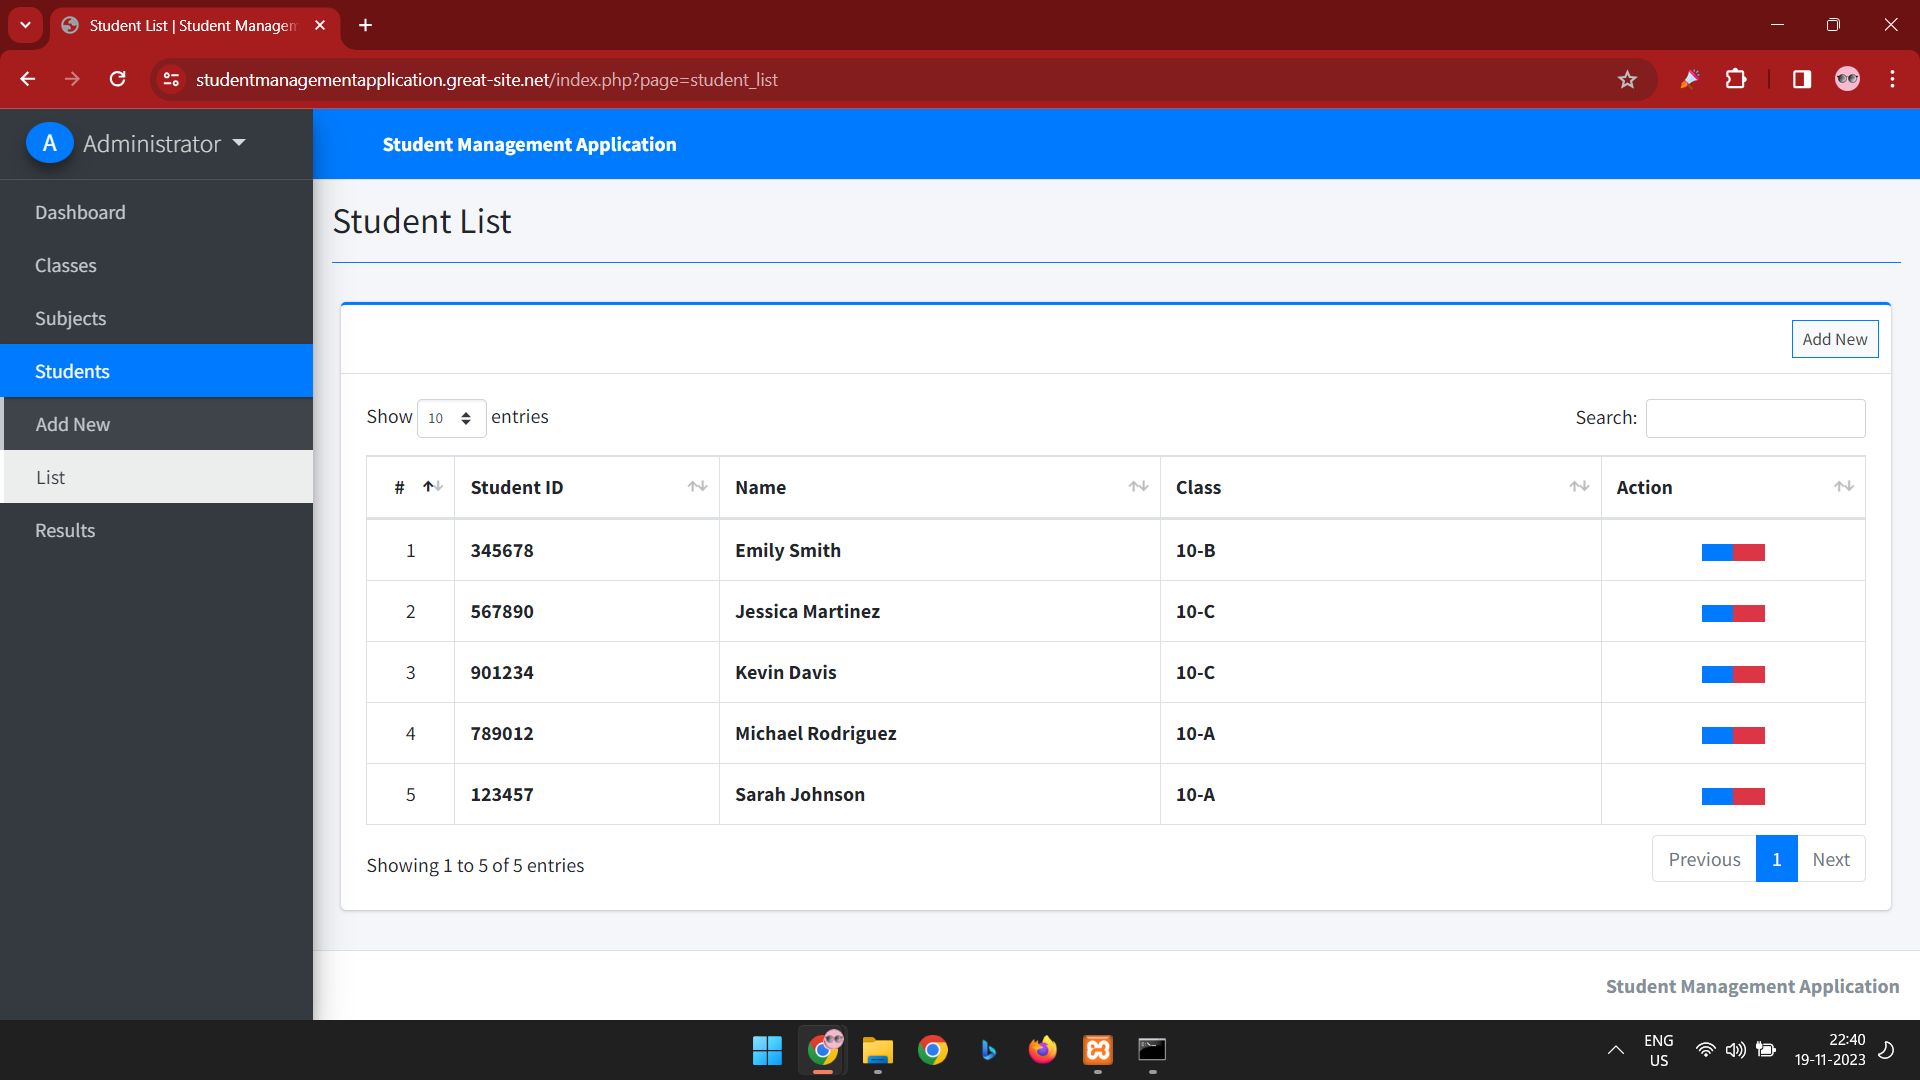 Student List | Student Managem
studentmanagementapplication.great-site.net/index.php?page=student_list
A Administrator
Student Management Application
Dashboard
Classes
Subjects
Students
Add New
List
Results
Student List
Add New
Show 10 entries
Search:
# Student ID Name Class Action
1 345678 Emily Smith 10-B
2 567890 Jessica Martinez 10-C
3 901234 Kevin Davis 10-C
4 789012 Michael Rodriguez 10-A
5 123457 Sarah Johnson 10-A
Showing 1 to 5 of 5 entries
Previous 1 Next
Student Management Application
ENG
US
22:40
19-11-2023